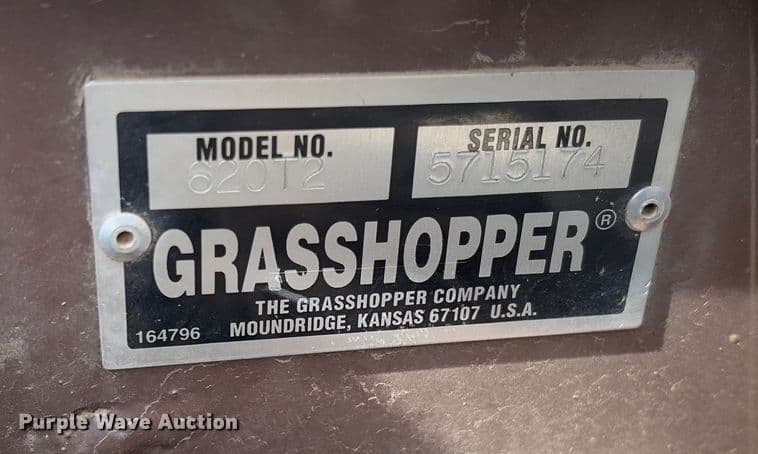 MODEL NO. SERIAL NO.
620T2 5715174
GRASSHOPPER®
THE GRASSHOPPER COMPANY
164796 MOUNDRIDGE, KANSAS 67107 U.S.A.
Purple Wave Auction